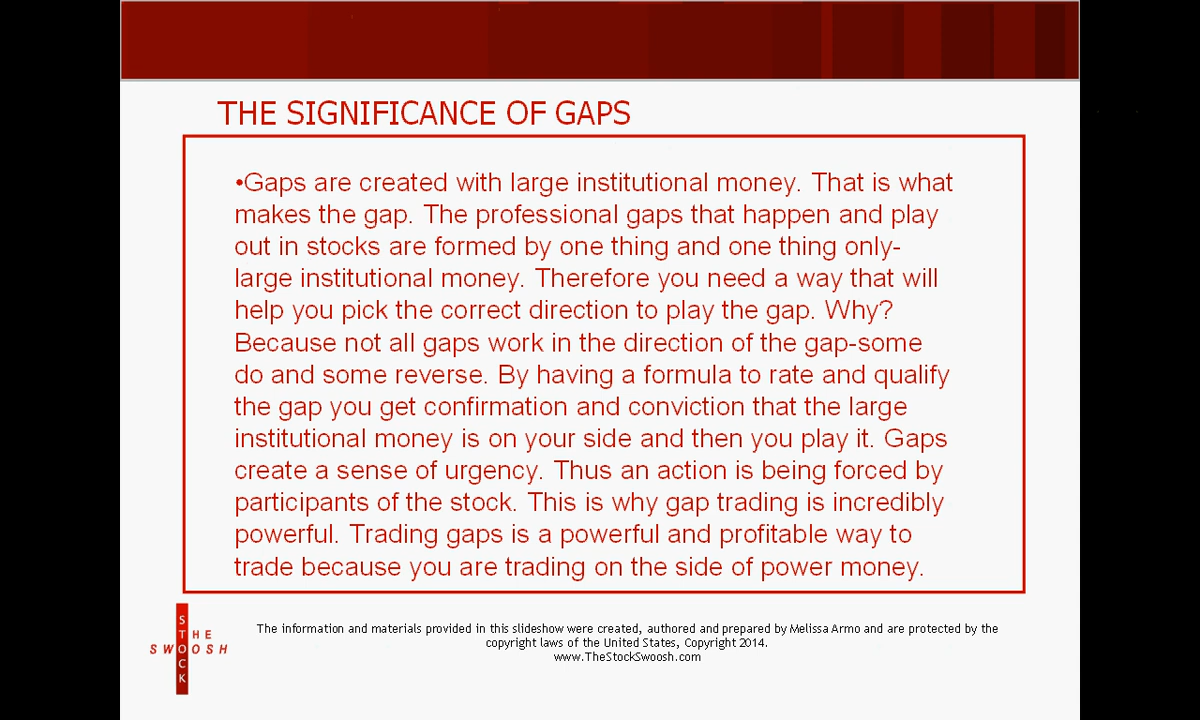 THE SIGNIFICANCE OF GAPS
•Gaps are created with large institutional money. That is what
makes the gap. The professional gaps that happen and play
out in stocks are formed by one thing and one thing only-
large institutional money. Therefore you need a way that will
help you pick the correct direction to play the gap. Why?
Because not all gaps work in the direction of the gap-some
do and some reverse. By having a formula to rate and qualify
the gap you get confirmation and conviction that the large
institutional money is on your side and then you play it. Gaps
create a sense of urgency. Thus an action is being forced by
participants of the stock. This is why gap trading is incredibly
powerful. Trading gaps is a powerful and profitable way to
trade because you are trading on the side of power money.
THE
STOCK
SWOOSH
The information and materials provided in this slideshow were created, authored and prepared by Melissa Armo and are protected by the
copyright laws of the United States, Copyright 2014.
www.TheStockSwoosh.com